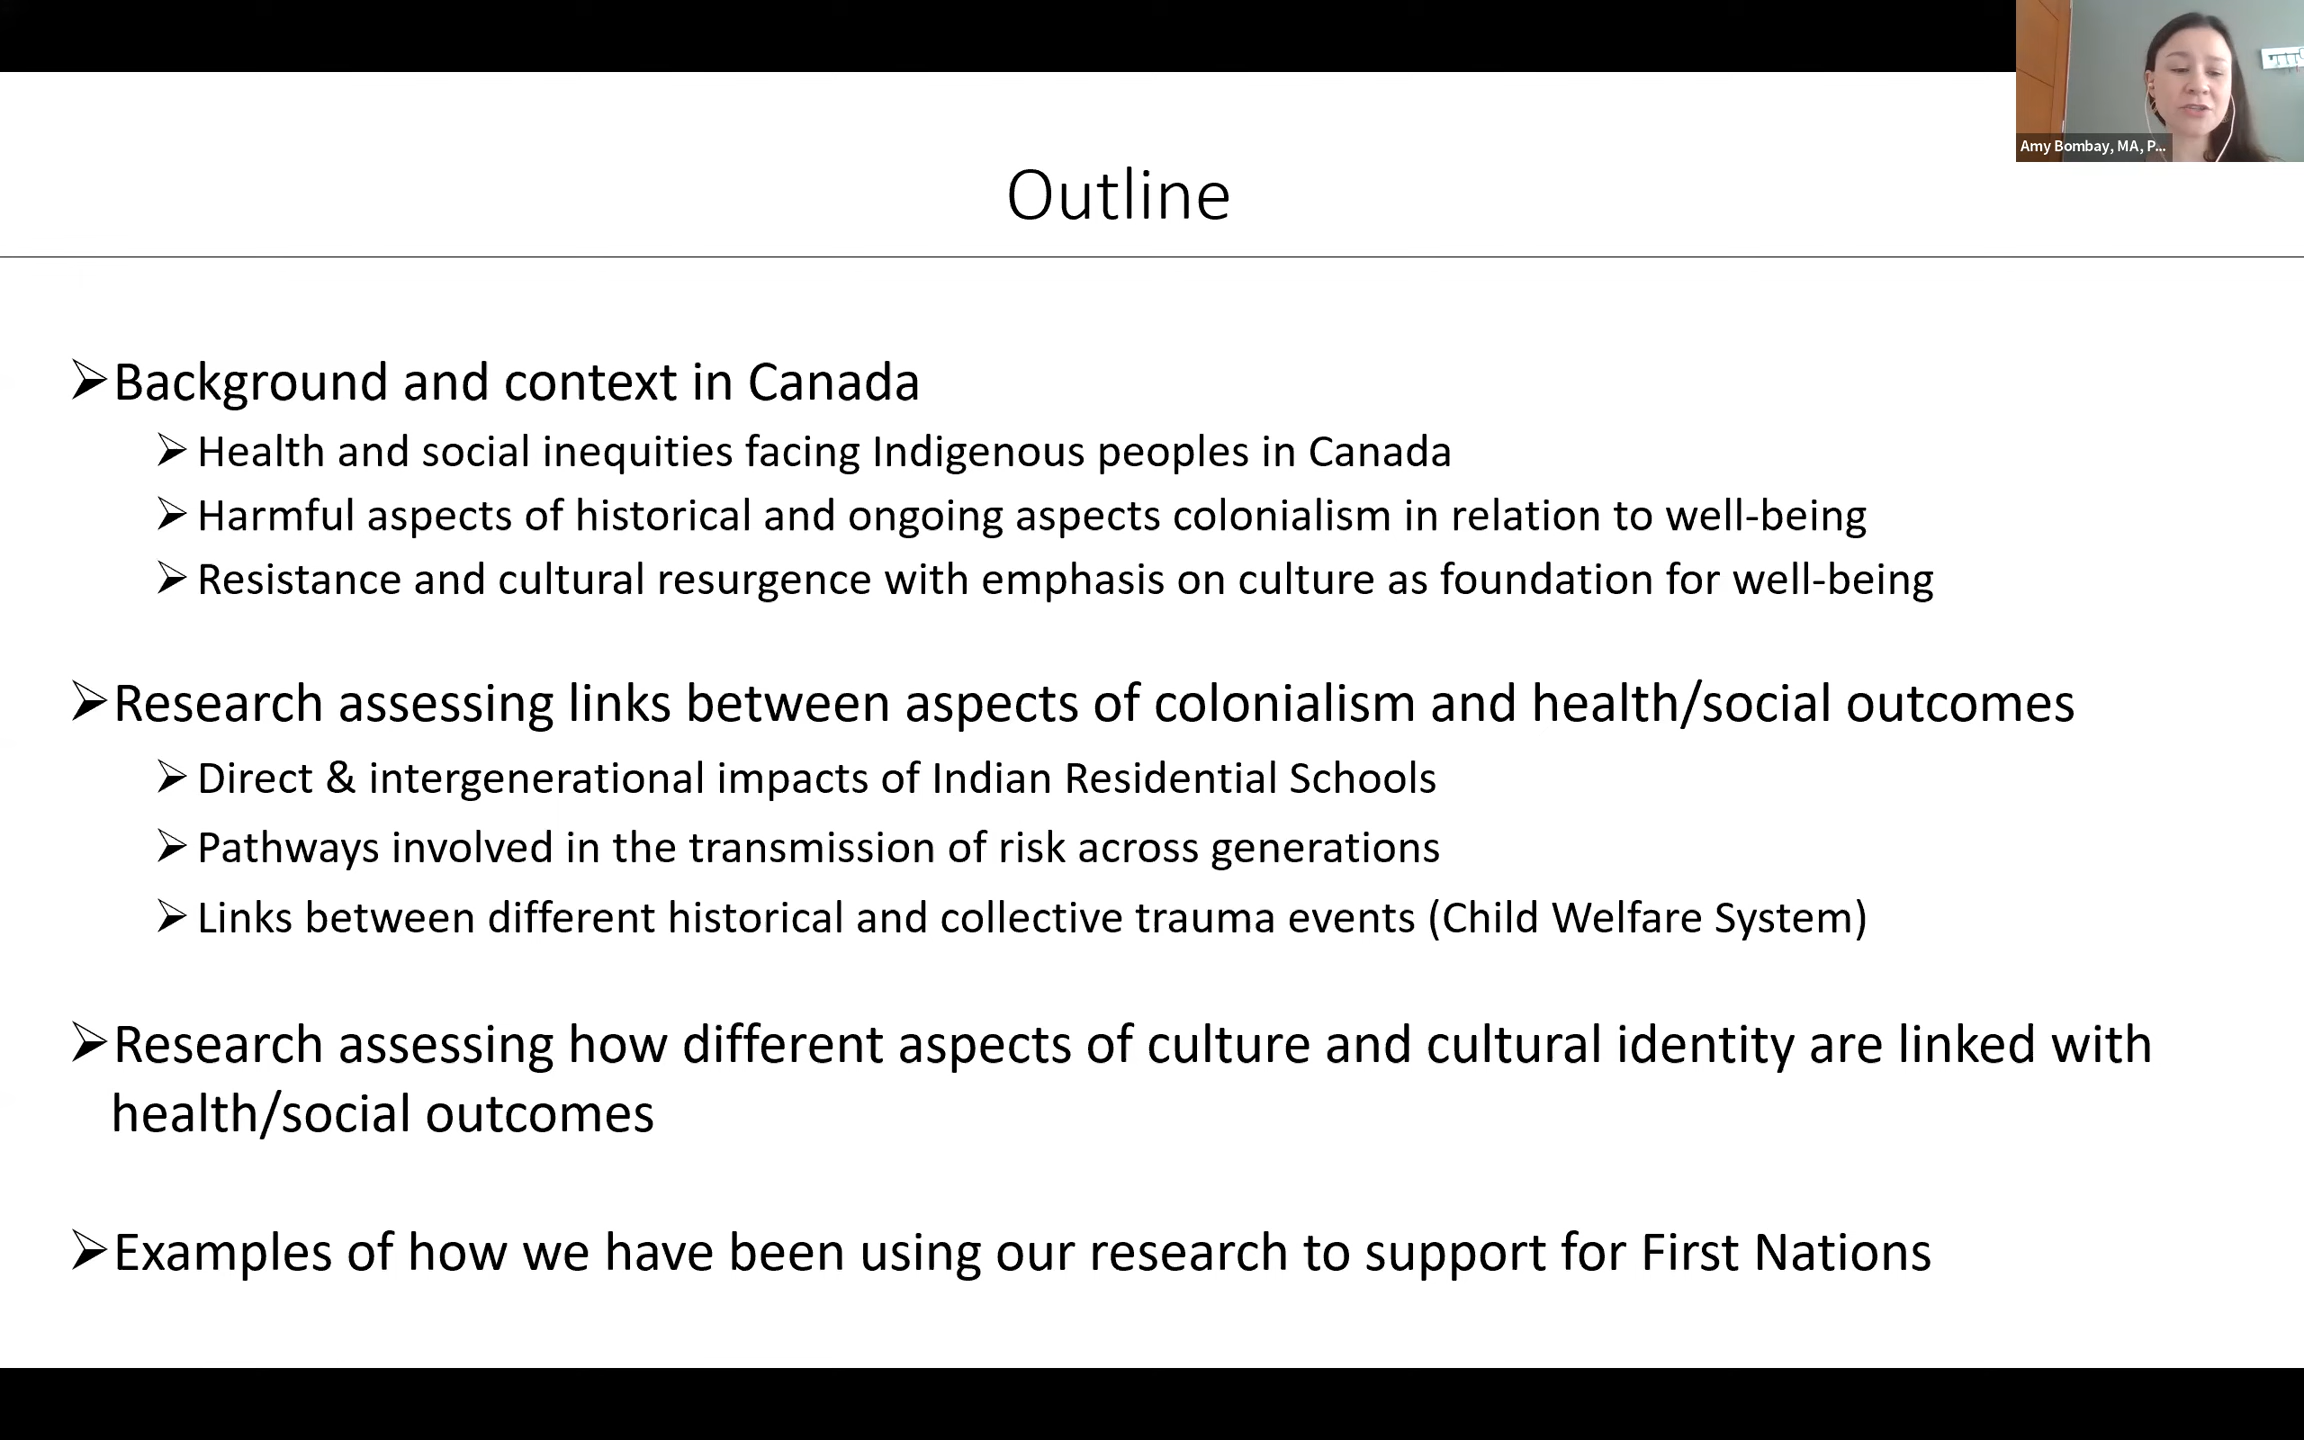 Amy Bombay, MA, P...
Outline
➢Background and context in Canada
➢Health and social inequities facing Indigenous peoples in Canada
➢Harmful aspects of historical and ongoing aspects colonialism in relation to well-being
➢Resistance and cultural resurgence with emphasis on culture as foundation for well-being
➢Research assessing links between aspects of colonialism and health/social outcomes
➢Direct & intergenerational impacts of Indian Residential Schools
➢Pathways involved in the transmission of risk across generations
➢Links between different historical and collective trauma events (Child Welfare System)
➢Research assessing how different aspects of culture and cultural identity are linked with
health/social outcomes
➢Examples of how we have been using our research to support for First Nations